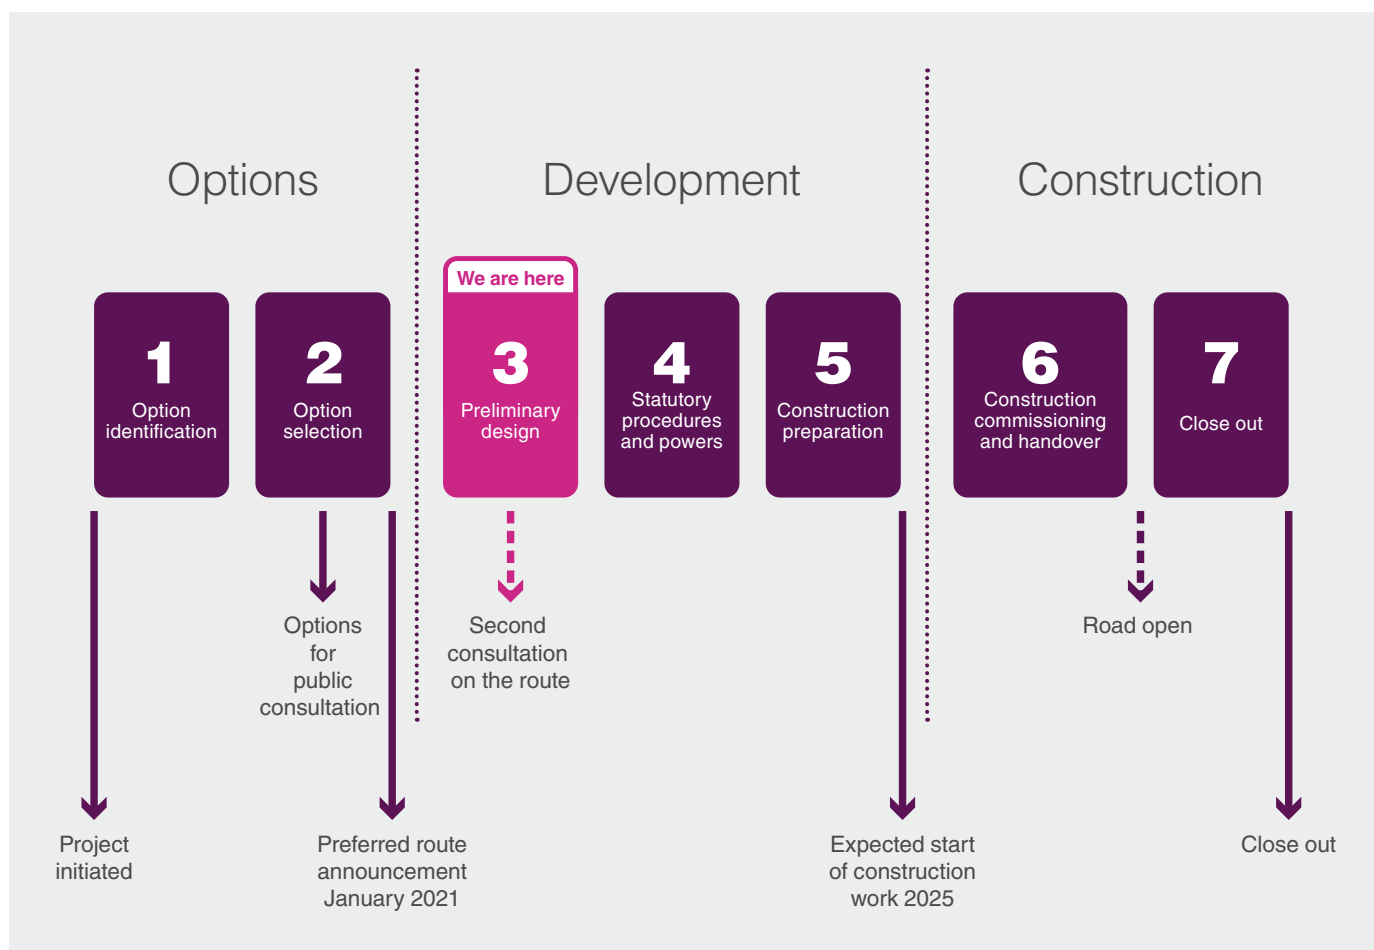 Options
Development
Construction
We are here
1
Option
identification
2
Option
selection
3
Preliminary
design
4
Statutory
procedures
and powers
5
Construction
preparation
6
Construction
commissioning
and handover
7
Close out
Options
for
public
consultation
Second
consultation
on the route
Road open
Project
initiated
Preferred route
announcement
January 2021
Expected start
of construction
work 2025
Close out